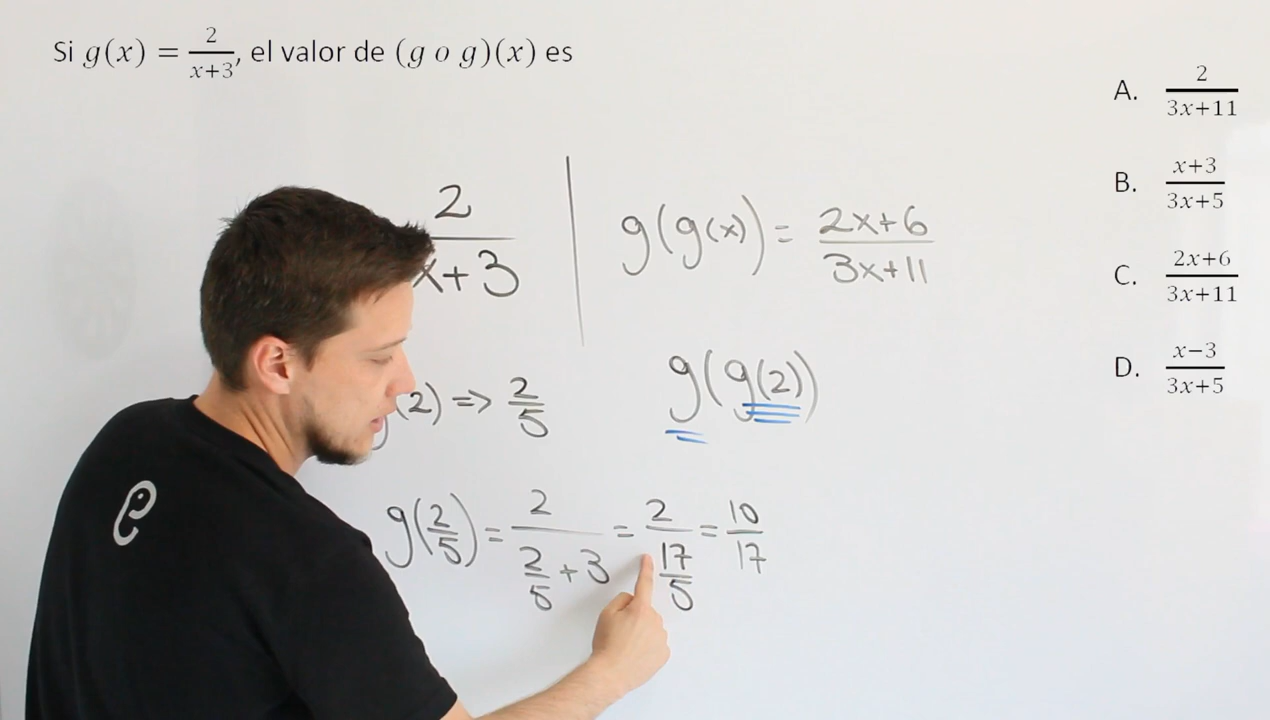 Si g(x) = 2/(x+3), el valor de (g o g)(x) es
A. 2/(3x+11)
B. (x+3)/(3x+5)
C. (2x+6)/(3x+11)
D. (x−3)/(3x+5)
2/(x+3)
g(g(x)) = (2x+6)/(3x+11)
(2) => 2/5
g(g(2))
g(2/5) = 2/(2/5 + 3) = 2/(17/5) = 10/17